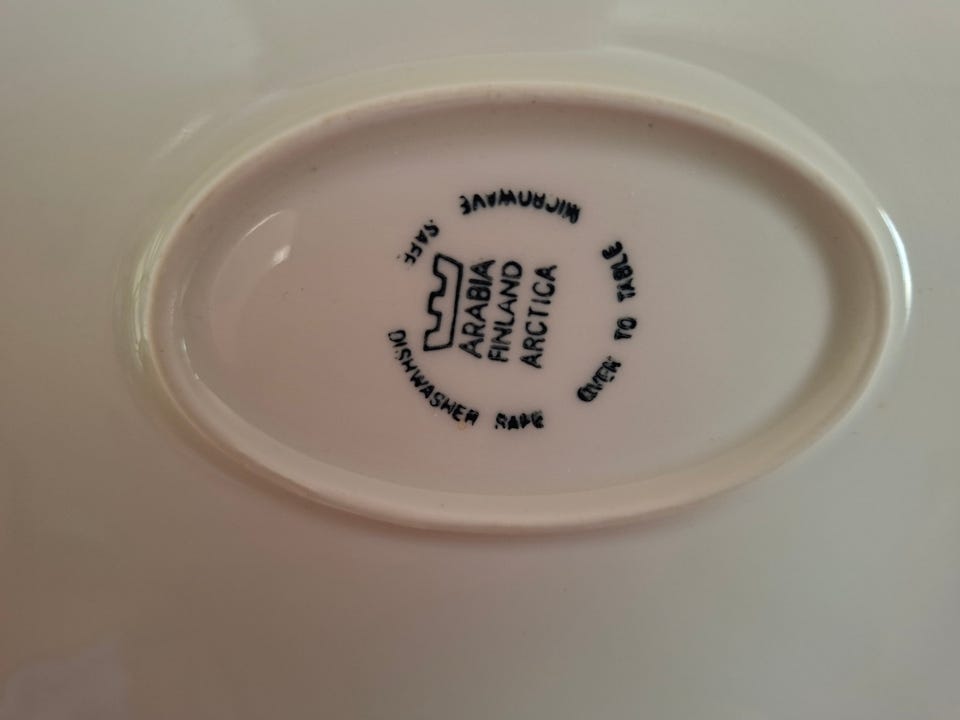 ARABIA
FINLAND
ARCTICA
DISHWASHER SAFE
OVEN TO TABLE
MICROWAVE SAFE